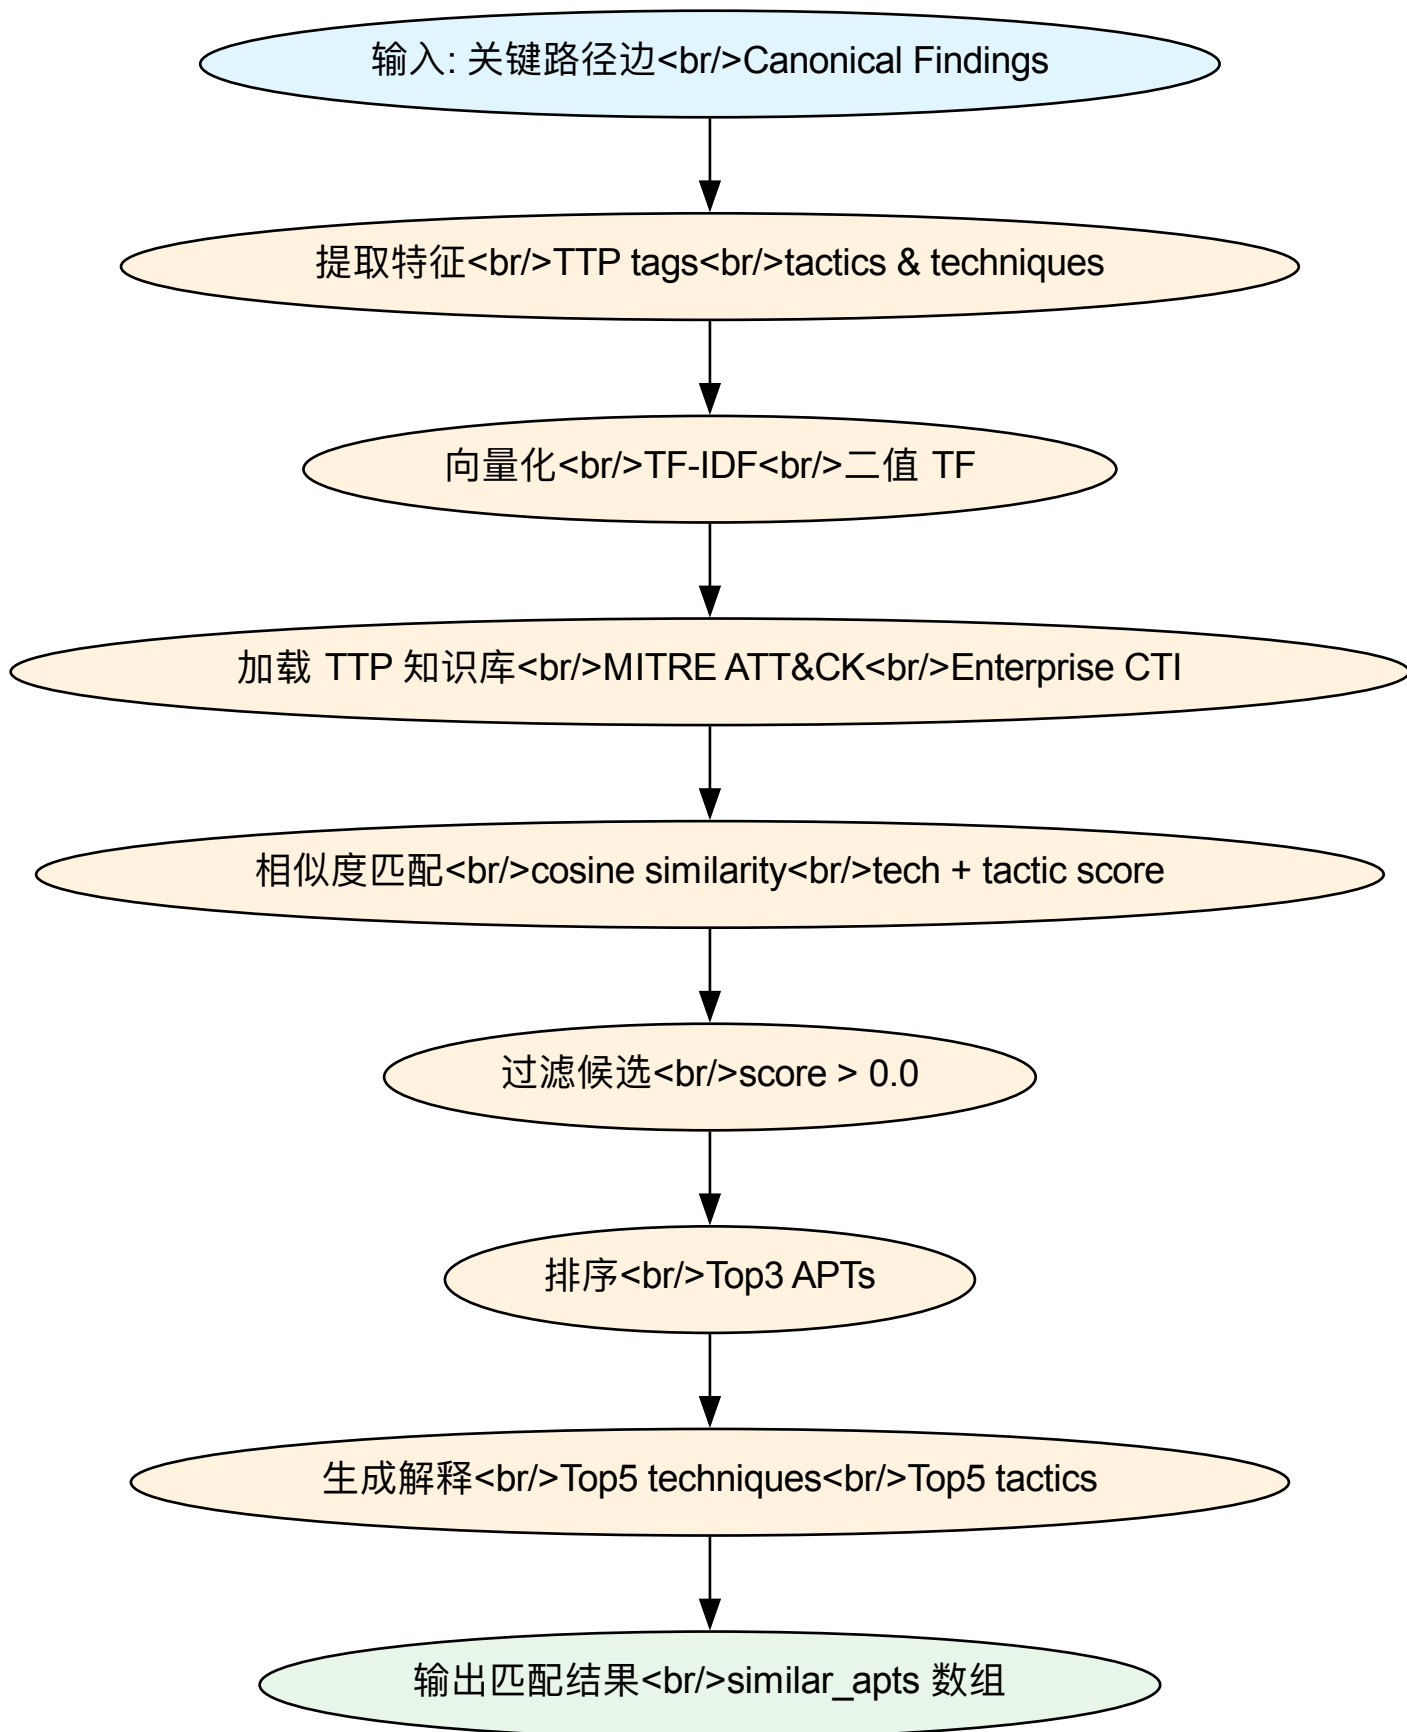 输入: 关键路径边<br/>Canonical Findings
提取特征<br/>TTP tags<br/>tactics & techniques
向量化<br/>TF-IDF<br/>二值 TF
加载 TTP 知识库<br/>MITRE ATT&CK<br/>Enterprise CTI
相似度匹配<br/>cosine similarity<br/>tech + tactic score
过滤候选<br/>score > 0.0
排序<br/>Top3 APTs
生成解释<br/>Top5 techniques<br/>Top5 tactics
输出匹配结果<br/>similar_apts 数组